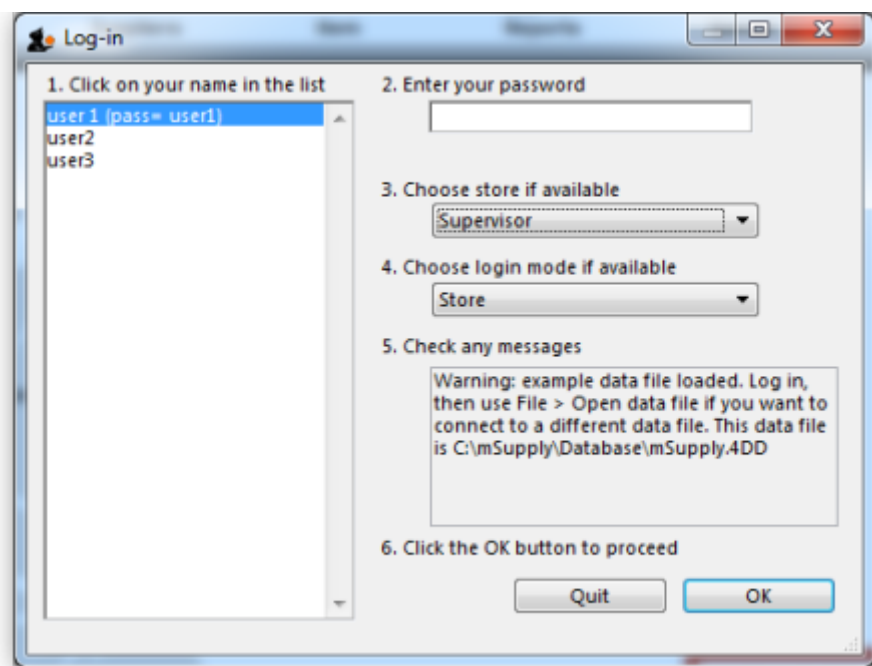 Log-in
1. Click on your name in the list
user 1 (pass= user1)
user2
user3
2. Enter your password
3. Choose store if available
Supervisor
4. Choose login mode if available
Store
5. Check any messages
Warning: example data file loaded. Log in,
then use File > Open data file if you want to
connect to a different data file. This data file
is C:\mSupply\Database\mSupply.4DD
6. Click the OK button to proceed
Quit
OK